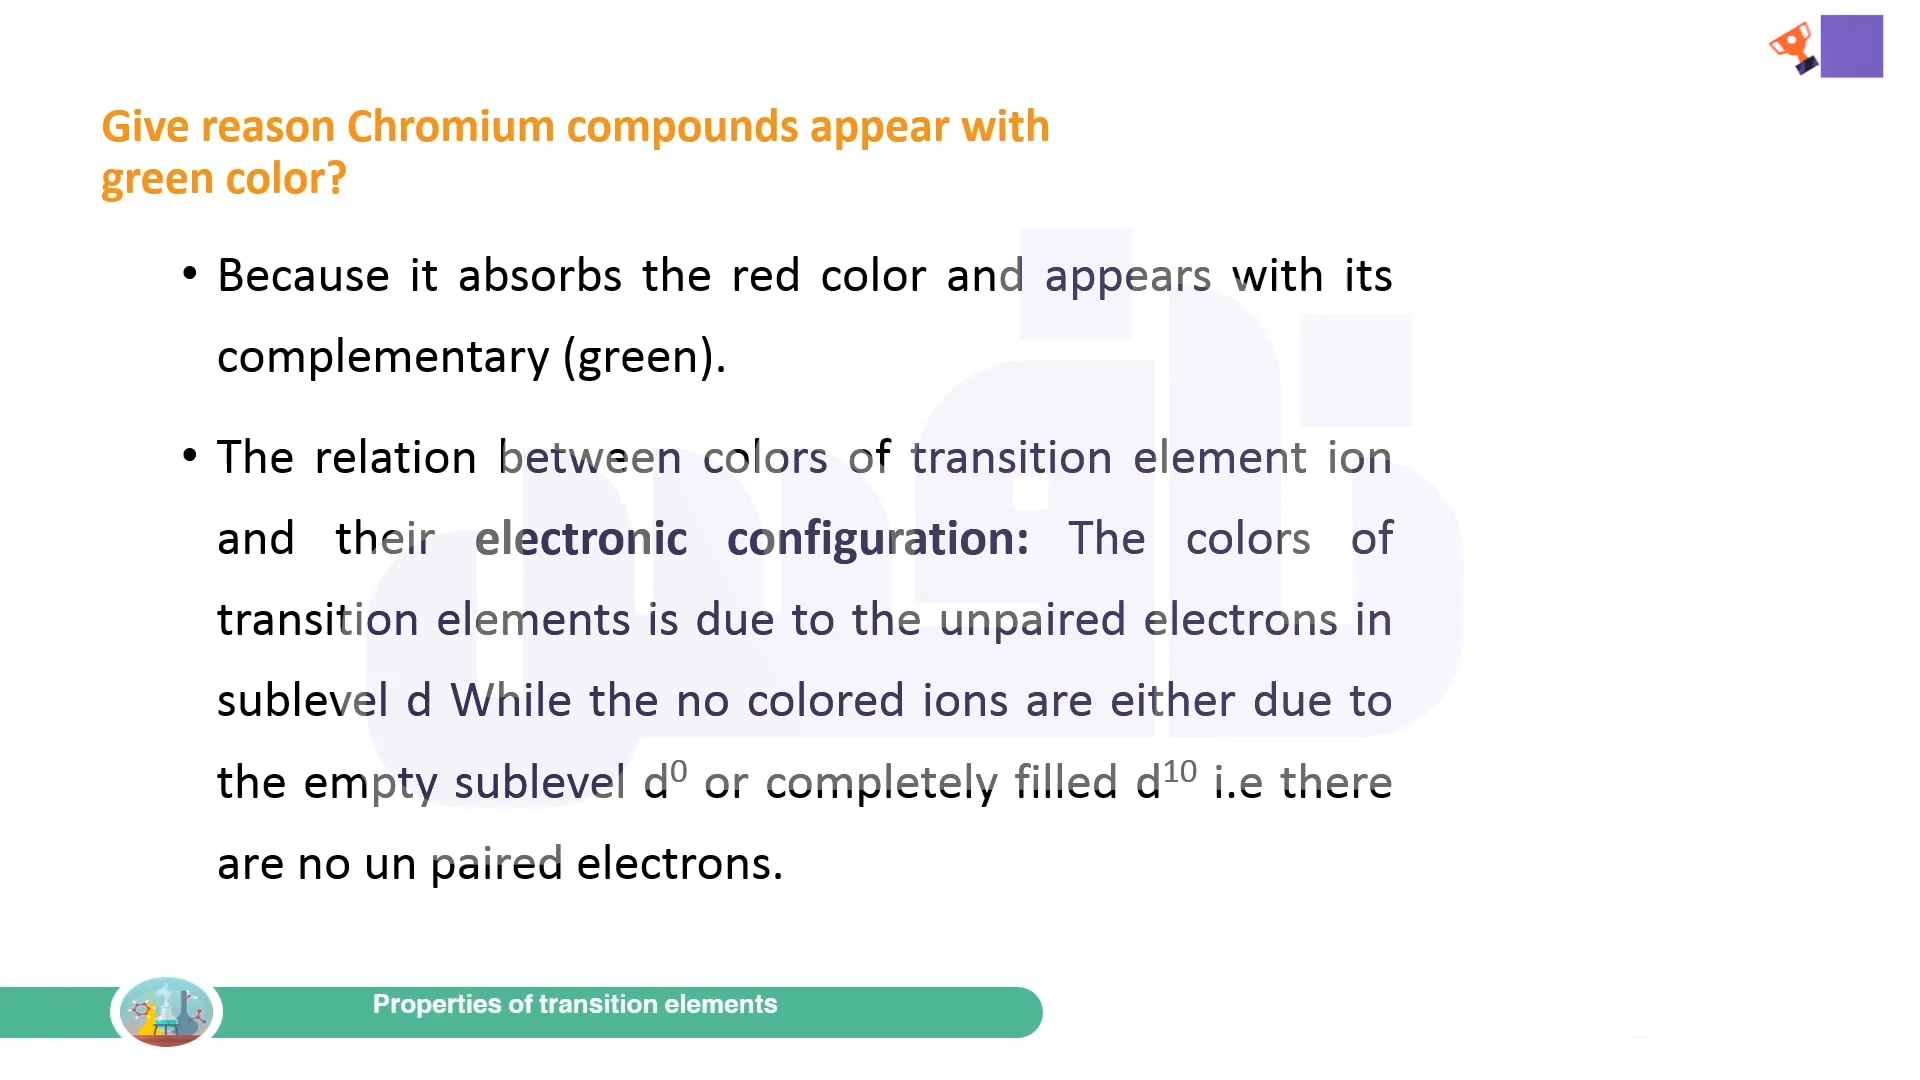 Give reason Chromium compounds appear with
green color?
• Because it absorbs the red color and appears with its
complementary (green).
• The relation between colors of transition element ion
and their electronic configuration: The colors of
transition elements is due to the unpaired electrons in
sublevel d While the no colored ions are either due to
the empty sublevel d⁰ or completely filled d¹⁰ i.e there
are no un paired electrons.
Properties of transition elements